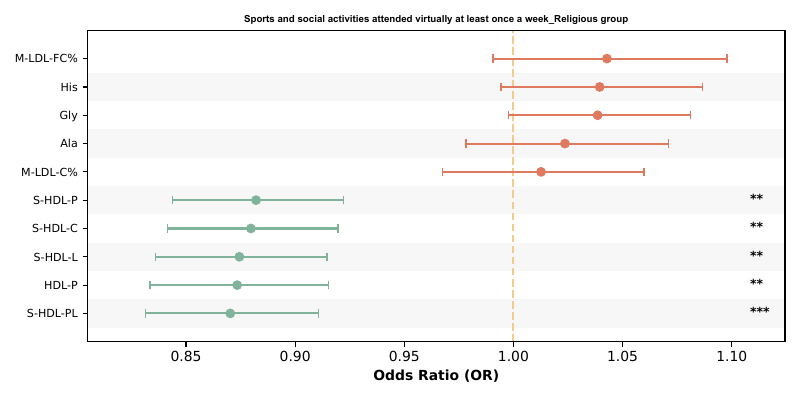 Sports and social activities attended virtually at least once a week_Religious group
M-LDL-FC%
His
Gly
Ala
M-LDL-C%
S-HDL-P **
S-HDL-C **
S-HDL-L **
HDL-P **
S-HDL-PL ***
0.85 0.90 0.95 1.00 1.05 1.10
Odds Ratio (OR)